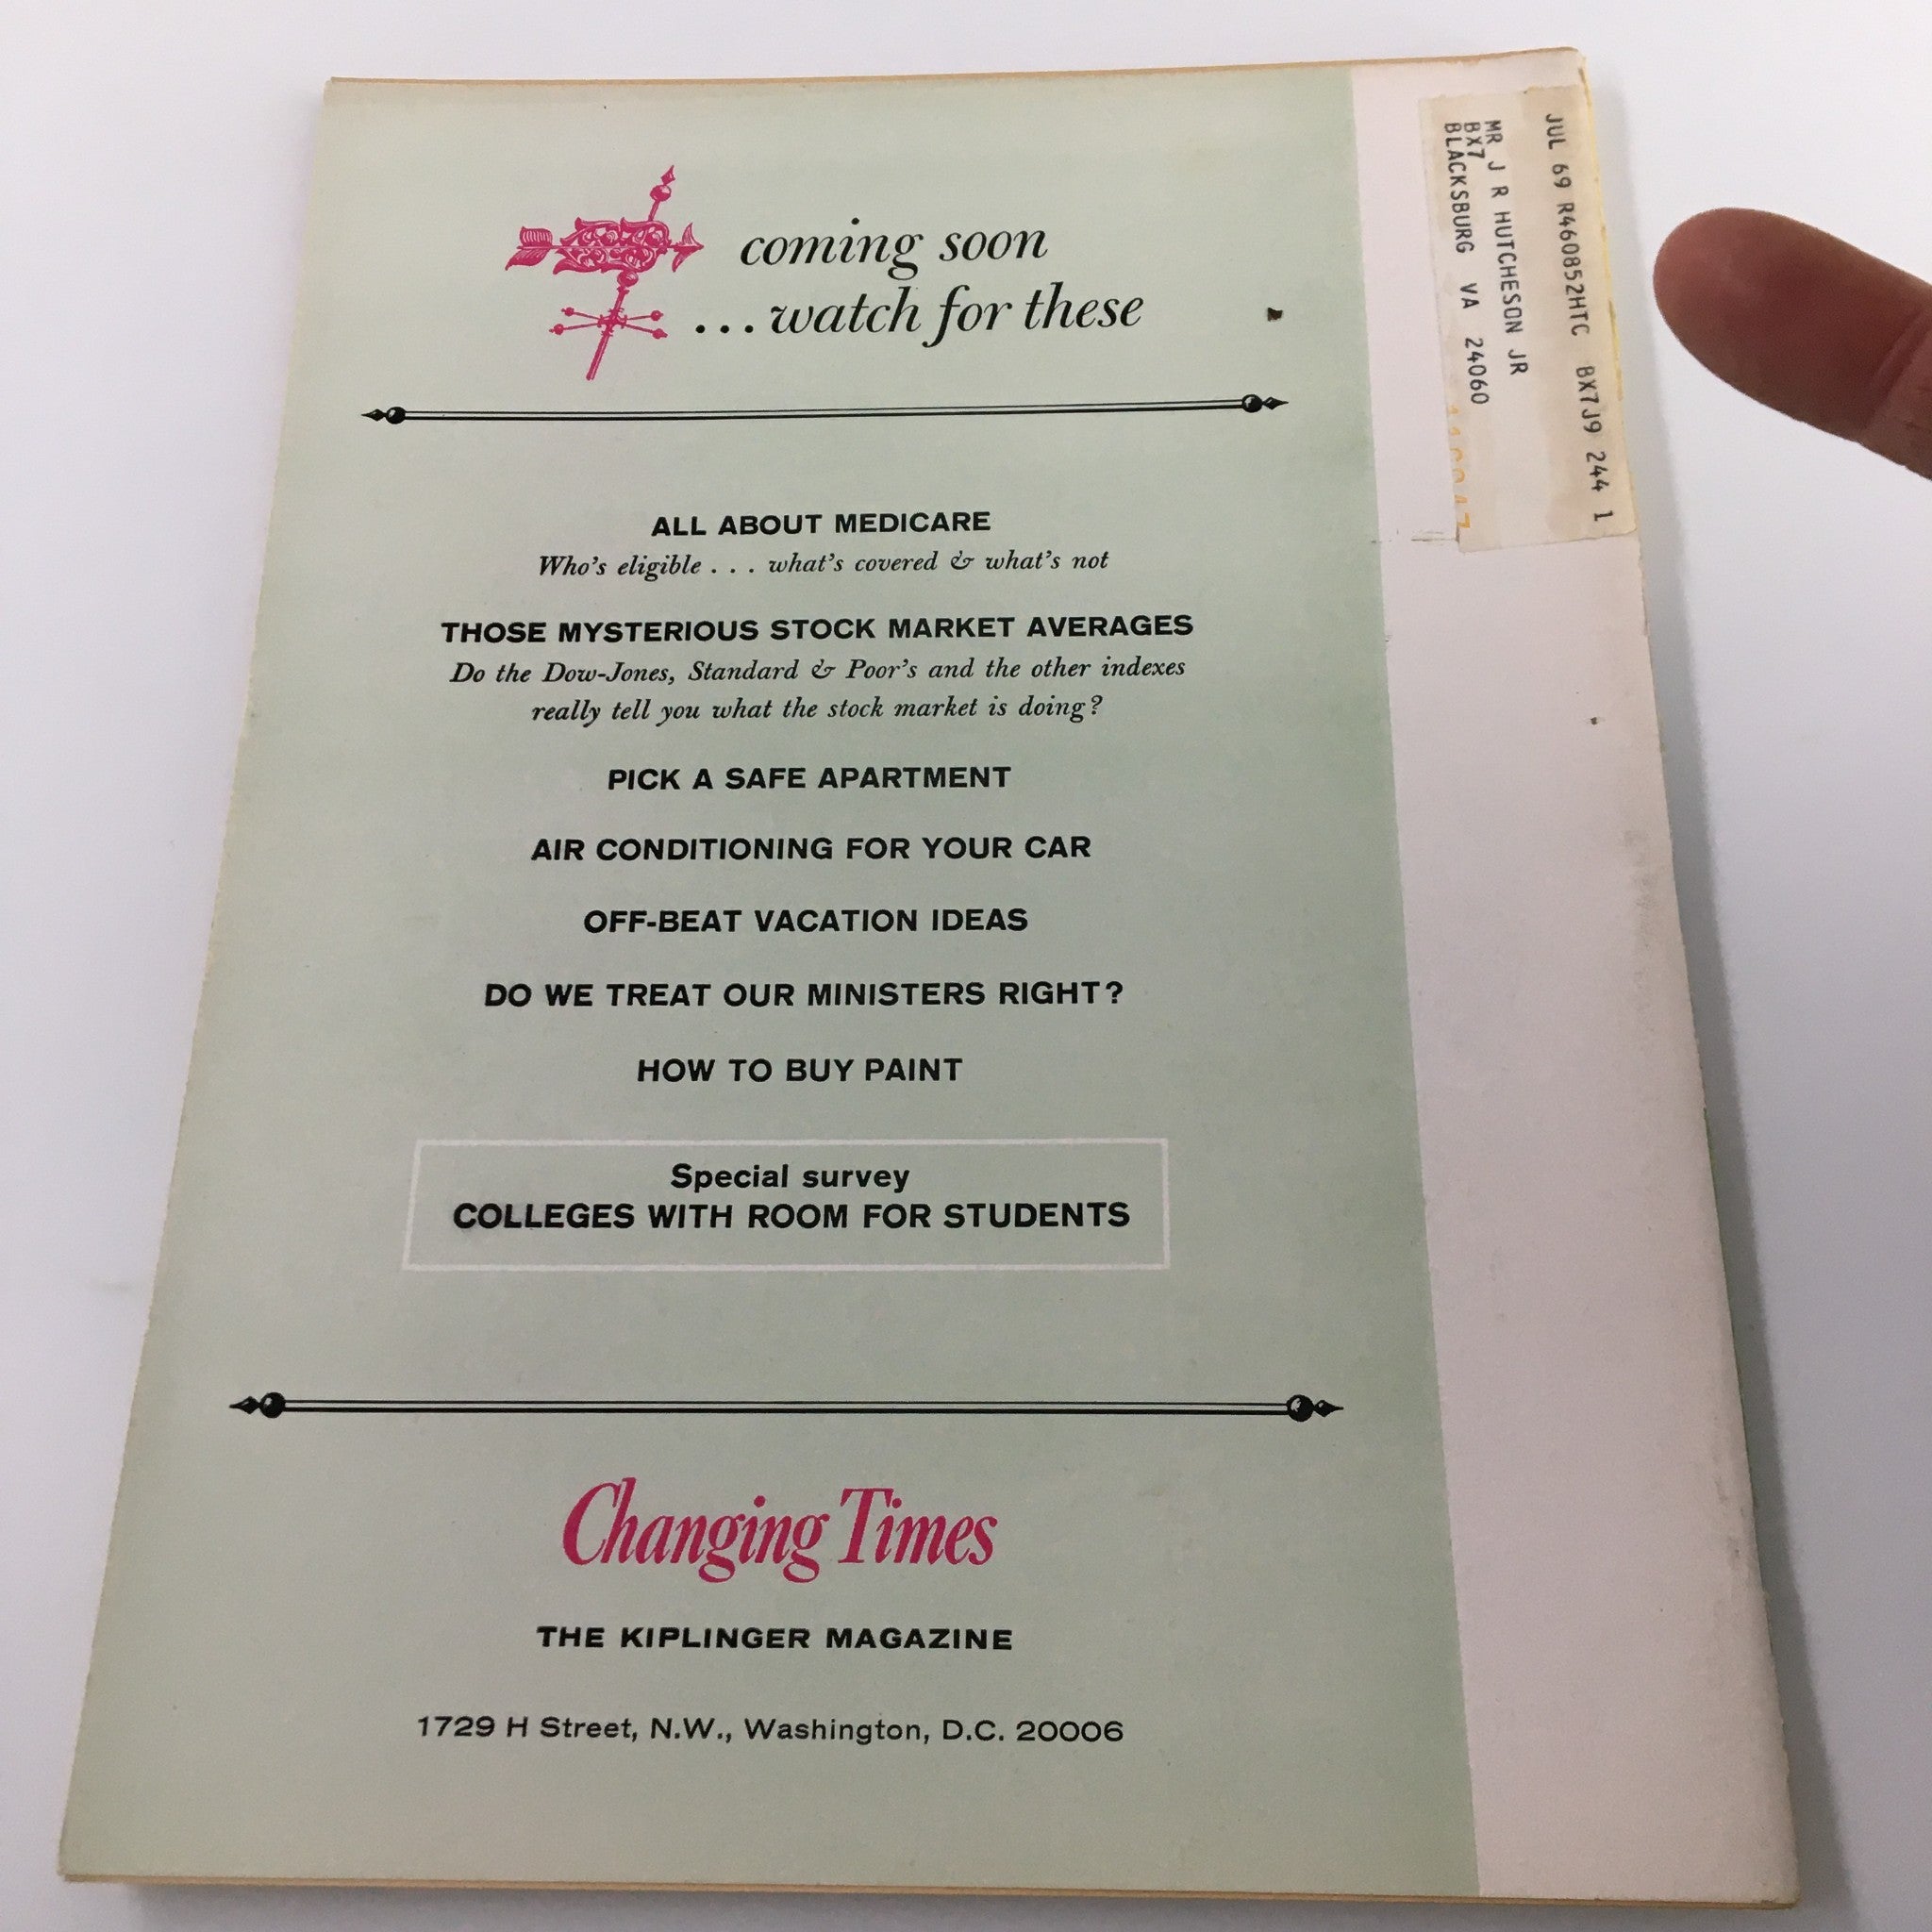 coming soon
...watch for these
ALL ABOUT MEDICARE
Who's eligible . . . what's covered & what's not
THOSE MYSTERIOUS STOCK MARKET AVERAGES
Do the Dow-Jones, Standard & Poor's and the other indexes
really tell you what the stock market is doing?
PICK A SAFE APARTMENT
AIR CONDITIONING FOR YOUR CAR
OFF-BEAT VACATION IDEAS
DO WE TREAT OUR MINISTERS RIGHT?
HOW TO BUY PAINT
Special survey
COLLEGES WITH ROOM FOR STUDENTS
Changing Times
THE KIPLINGER MAGAZINE
1729 H Street, N.W., Washington, D.C. 20006
JUL 69 R460852HTC BX7J9 244 1
MR J R HUTCHESON JR
BX7
BLACKSBURG VA 24060